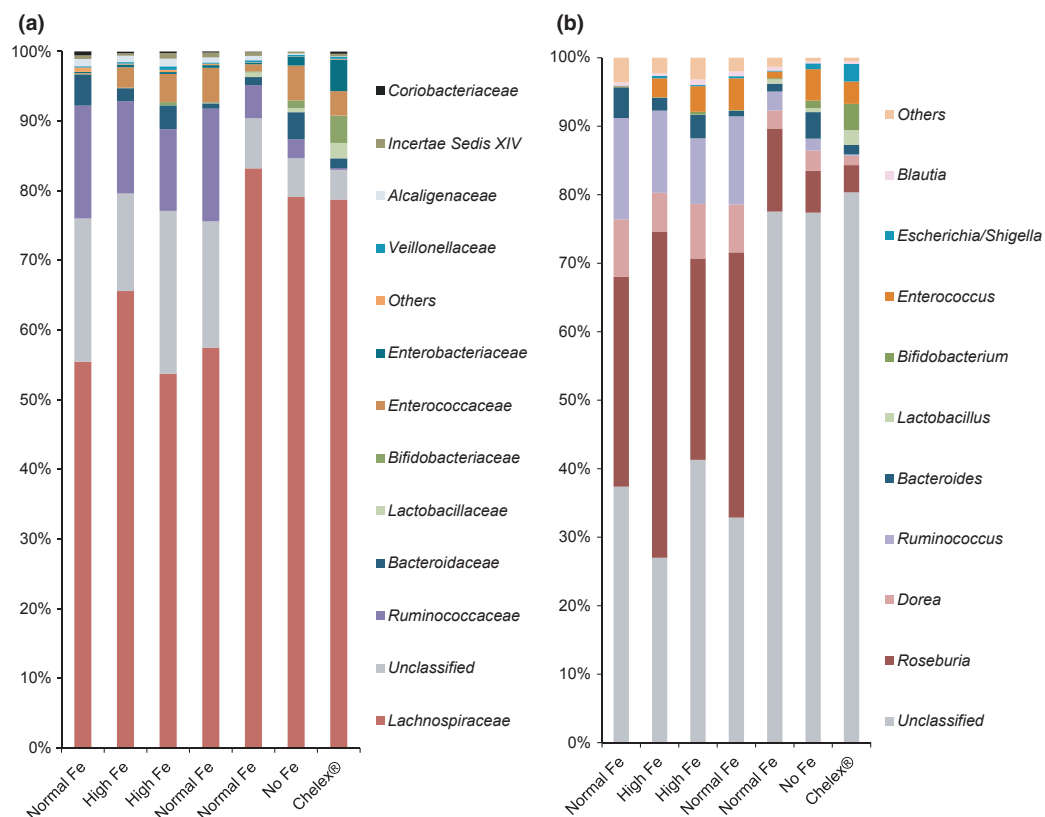 (a)
100%
90%
80%
70%
60%
50%
40%
30%
20%
10%
0%
Normal Fe
High Fe
High Fe
Normal Fe
Normal Fe
No Fe
Chelex®
Coriobacteriaceae
Incertae Sedis XIV
Alcaligenaceae
Veillonellaceae
Others
Enterobacteriaceae
Enterococcaceae
Bifidobacteriaceae
Lactobacillaceae
Bacteroidaceae
Ruminococcaceae
Unclassified
Lachnospiraceae
(b)
100%
90%
80%
70%
60%
50%
40%
30%
20%
10%
0%
Normal Fe
High Fe
High Fe
Normal Fe
Normal Fe
No Fe
Chelex®
Others
Blautia
Escherichia/Shigella
Enterococcus
Bifidobacterium
Lactobacillus
Bacteroides
Ruminococcus
Dorea
Roseburia
Unclassified